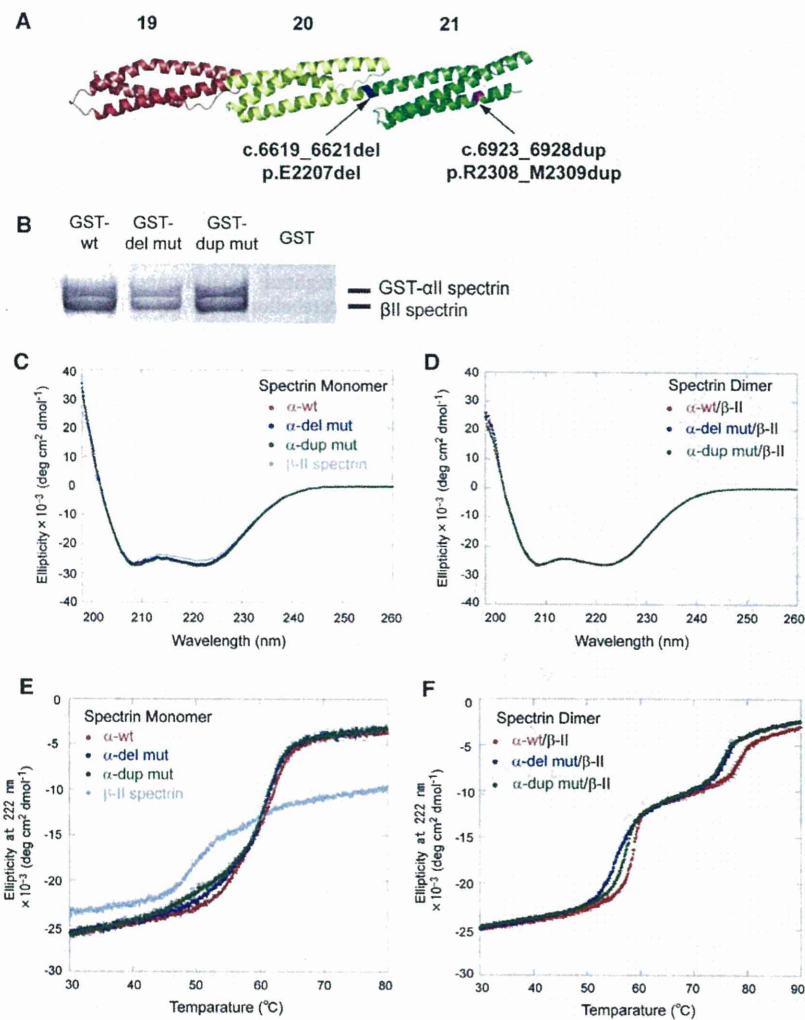 A
19 20 21
c.6619_6621del
p.E2207del
c.6923_6928dup
p.R2308_M2309dup
B
GST-
wt
GST-
del mut
GST-
dup mut
GST
GST-αII spectrin
βII spectrin
C
Spectrin Monomer
α-wt
α-del mut
α-dup mut
β-II spectrin
Ellipticity × 10⁻³ (deg cm² dmol⁻¹)
40
30
20
10
0
-10
-20
-30
-40
200 210 220 230 240 250 260
Wavelength (nm)
D
Spectrin Dimer
α-wt/β-II
α-del mut/β-II
α-dup mut/β-II
Ellipticity × 10⁻³ (deg cm² dmol⁻¹)
40
30
20
10
0
-10
-20
-30
-40
200 210 220 230 240 250 260
Wavelength (nm)
E
Spectrin Monomer
α-wt
α-del mut
α-dup mut
β-II spectrin
Ellipticity at 222 nm
× 10⁻³ (deg cm² dmol⁻¹)
0
-5
-10
-15
-20
-25
-30
30 40 50 60 70 80
Temparature (°C)
F
Spectrin Dimer
α-wt/β-II
α-del mut/β-II
α-dup mut/β-II
Ellipticity at 222 nm
× 10⁻³ (deg cm² dmol⁻¹)
0
-5
-10
-15
-20
-25
-30
30 40 50 60 70 80 90
Temparature (°C)